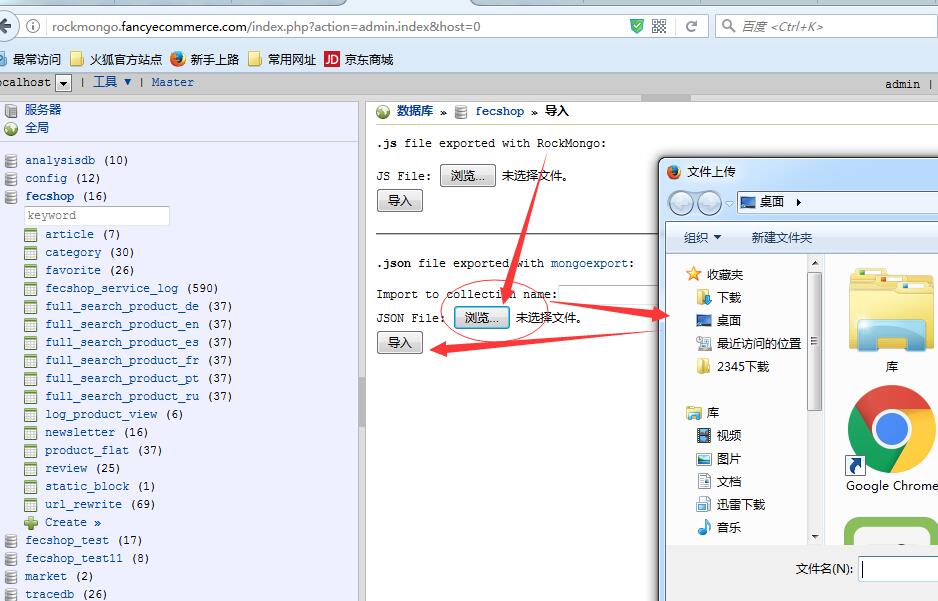 rockmongo.fancyecommerce.com/index.php?action=admin.index&host=0
百度 <Ctrl+K>
最常访问 火狐官方站点 新手上路 常用网址 JD 京东商城
ocalhost | 工具 ▼ | Master
admin |
服务器
全局
analysisdb (10)
config (12)
fecshop (16)
keyword
article (7)
category (30)
favorite (26)
fecshop_service_log (590)
full_search_product_de (37)
full_search_product_en (37)
full_search_product_es (37)
full_search_product_fr (37)
full_search_product_pt (37)
full_search_product_ru (37)
log_product_view (6)
newsletter (16)
product_flat (37)
review (25)
static_block (1)
url_rewrite (69)
Create »
fecshop_test (17)
fecshop_test11 (8)
market (2)
tracedb (26)
数据库 » fecshop » 导入
.js file exported with RockMongo:
JS File: 浏览... 未选择文件。
导入
.json file exported with mongoexport:
Import to collection name:
JSON File: 浏览... 未选择文件。
导入
文件上传
桌面
组织 新建文件夹
收藏夹
下载
桌面
最近访问的位置
2345下载
库
视频
图片
文档
迅雷下载
音乐
库
Google Chrome
文件名(N):